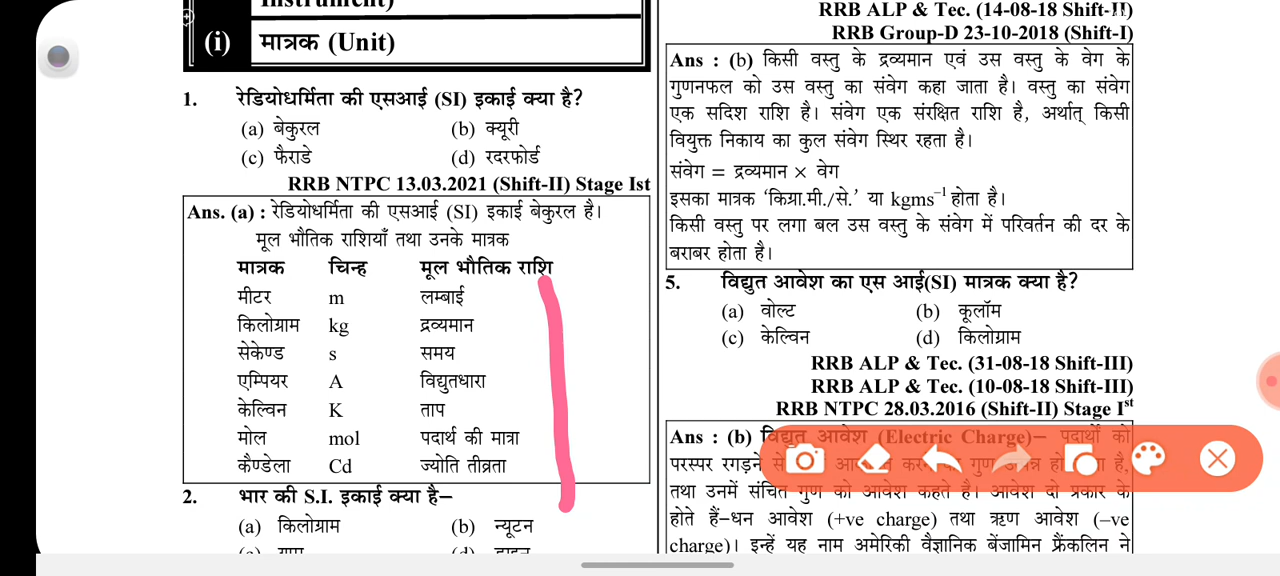 (i) मात्रक (Unit)
1. रेडियोधर्मिता की एसआई (SI) इकाई क्या है?
(a) बेकुरल (b) क्यूरी
(c) फैराडे (d) रदरफोर्ड
RRB NTPC 13.03.2021 (Shift-II) Stage Ist
Ans. (a) : रेडियोधर्मिता की एसआई (SI) इकाई बेकुरल है।
मूल भौतिक राशियाँ तथा उनके मात्रक
मात्रक चिन्ह मूल भौतिक राशि
मीटर m लम्बाई
किलोग्राम kg द्रव्यमान
सेकेण्ड s समय
एम्पियर A विद्युतधारा
केल्विन K ताप
मोल mol पदार्थ की मात्रा
कैण्डेला Cd ज्योति तीव्रता
2. भार की S.I. इकाई क्या है–
(a) किलोग्राम (b) न्यूटन
RRB ALP & Tec. (14-08-18 Shift-II)
RRB Group-D 23-10-2018 (Shift-I)
Ans : (b) किसी वस्तु के द्रव्यमान एवं उस वस्तु के वेग के
गुणनफल को उस वस्तु का संवेग कहा जाता है। वस्तु का संवेग
एक सदिश राशि है। संवेग एक संरक्षित राशि है, अर्थात् किसी
वियुक्त निकाय का कुल संवेग स्थिर रहता है।
संवेग = द्रव्यमान × वेग
इसका मात्रक ‘किग्रा.मी./से.’ या kgms⁻¹ होता है।
किसी वस्तु पर लगा बल उस वस्तु के संवेग में परिवर्तन की दर के
बराबर होता है।
5. विद्युत आवेश का एस आई(SI) मात्रक क्या है?
(a) वोल्ट (b) कूलॉम
(c) केल्विन (d) किलोग्राम
RRB ALP & Tec. (31-08-18 Shift-III)
RRB ALP & Tec. (10-08-18 Shift-III)
RRB NTPC 28.03.2016 (Shift-II) Stage Iˢᵗ
Ans : (b) विद्युत आवेश (Electric Charge)– पदार्थों को
परस्पर रगड़ने
तथा उनमें संचित गुण को आवेश कहते है। आवेश दो प्रकार के
होते हैं–धन आवेश (+ve charge) तथा ऋण आवेश (–ve
charge)। इन्हें यह नाम अमेरिकी वैज्ञानिक बेंजामिन फ्रैंकलिन ने